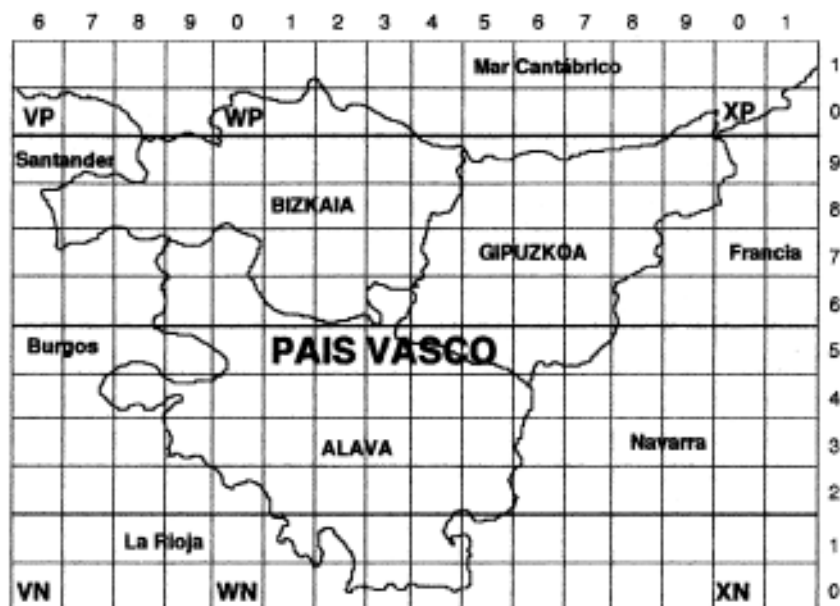 6 7 8 9 0 1 2 3 4 5 6 7 8 9 0 1
Mar Cantábrico 1
VP WP XP 0
Santander 9
BIZKAIA 8
GIPUZKOA Francia 7
6
Burgos PAIS VASCO 5
4
ALAVA Navarra 3
2
La Rioja 1
VN WN XN 0